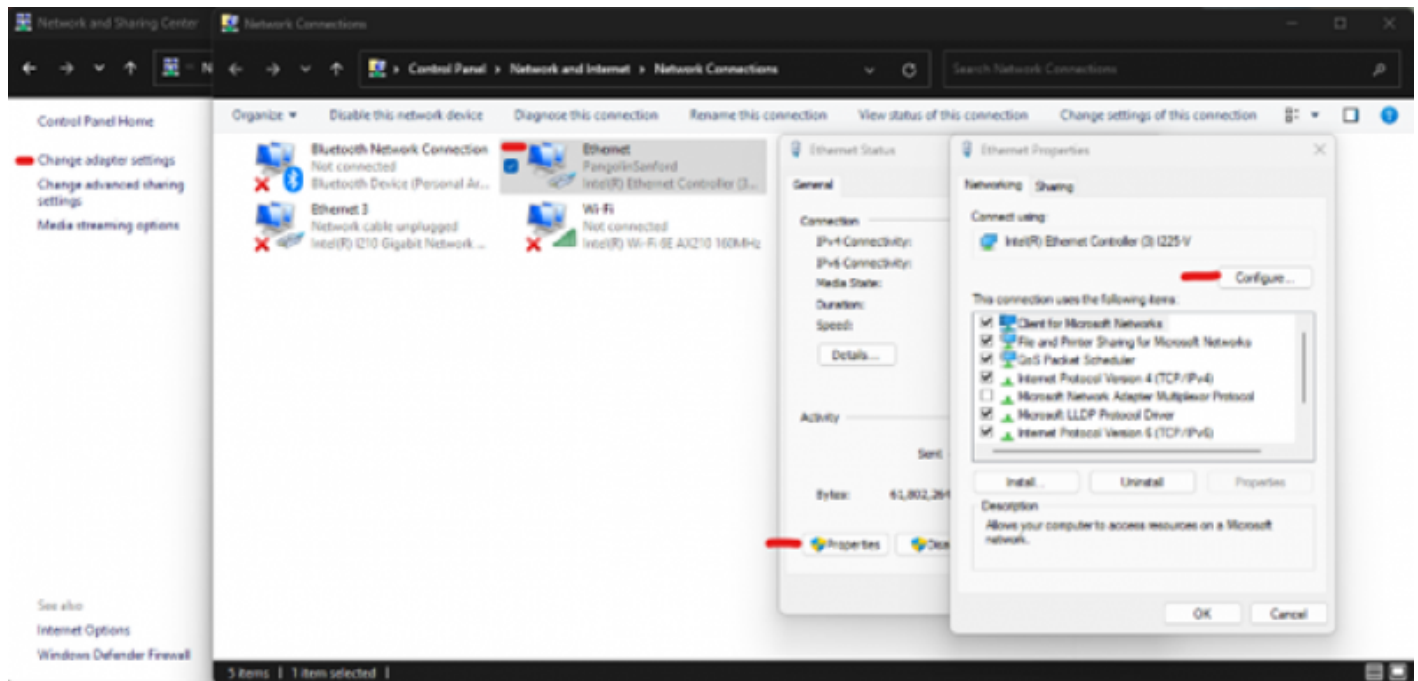 Network and Sharing Center
Network Connections
N
Control Panel > Network and Internet > Network Connections
Search Network Connections
Control Panel Home
Change adapter settings
Change advanced sharing
settings
Media streaming options
See also
Internet Options
Windows Defender Firewall
Organize
Disable this network device
Diagnose this connection
Rename this connection
View status of this connection
Change settings of this connection
Bluetooth Network Connection
Not connected
Bluetooth Device (Personal Ar...
Ethernet
PangolinSanford
Intel(R) Ethernet Controller (3...
Ethernet 3
Network cable unplugged
Intel(R) I210 Gigabit Network ...
Wi-Fi
Not connected
Intel(R) Wi-Fi 6E AX210 160MHz
Ethernet Status
General
Connection
IPv4 Connectivity:
IPv6 Connectivity:
Media State:
Duration:
Speed:
Details...
Activity
Sent
Bytes: 61,802,264
Properties
Disa
Ethernet Properties
Networking
Sharing
Connect using:
Intel(R) Ethernet Controller (3) I225-V
Configure...
This connection uses the following items:
Client for Microsoft Networks
File and Printer Sharing for Microsoft Networks
QoS Packet Scheduler
Internet Protocol Version 4 (TCP/IPv4)
Microsoft Network Adapter Multiplexor Protocol
Microsoft LLDP Protocol Driver
Internet Protocol Version 6 (TCP/IPv6)
Install...
Uninstall
Properties
Description
Allows your computer to access resources on a Microsoft
network.
OK
Cancel
5 items
1 item selected